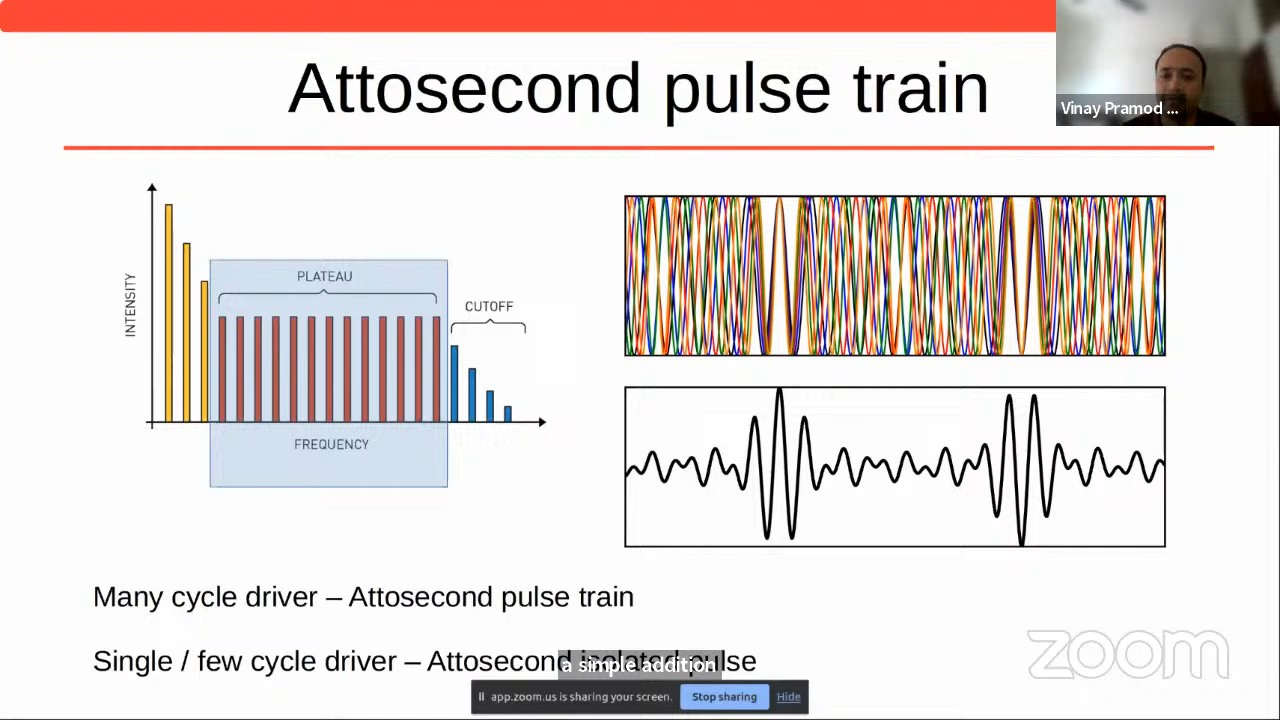 Attosecond pulse train
Vinay Pramod ...
INTENSITY
PLATEAU
CUTOFF
FREQUENCY
Many cycle driver – Attosecond pulse train
Single / few cycle driver – Attosecond isolated pulse
a simple addition
zoom
app.zoom.us is sharing your screen.
Stop sharing
Hide